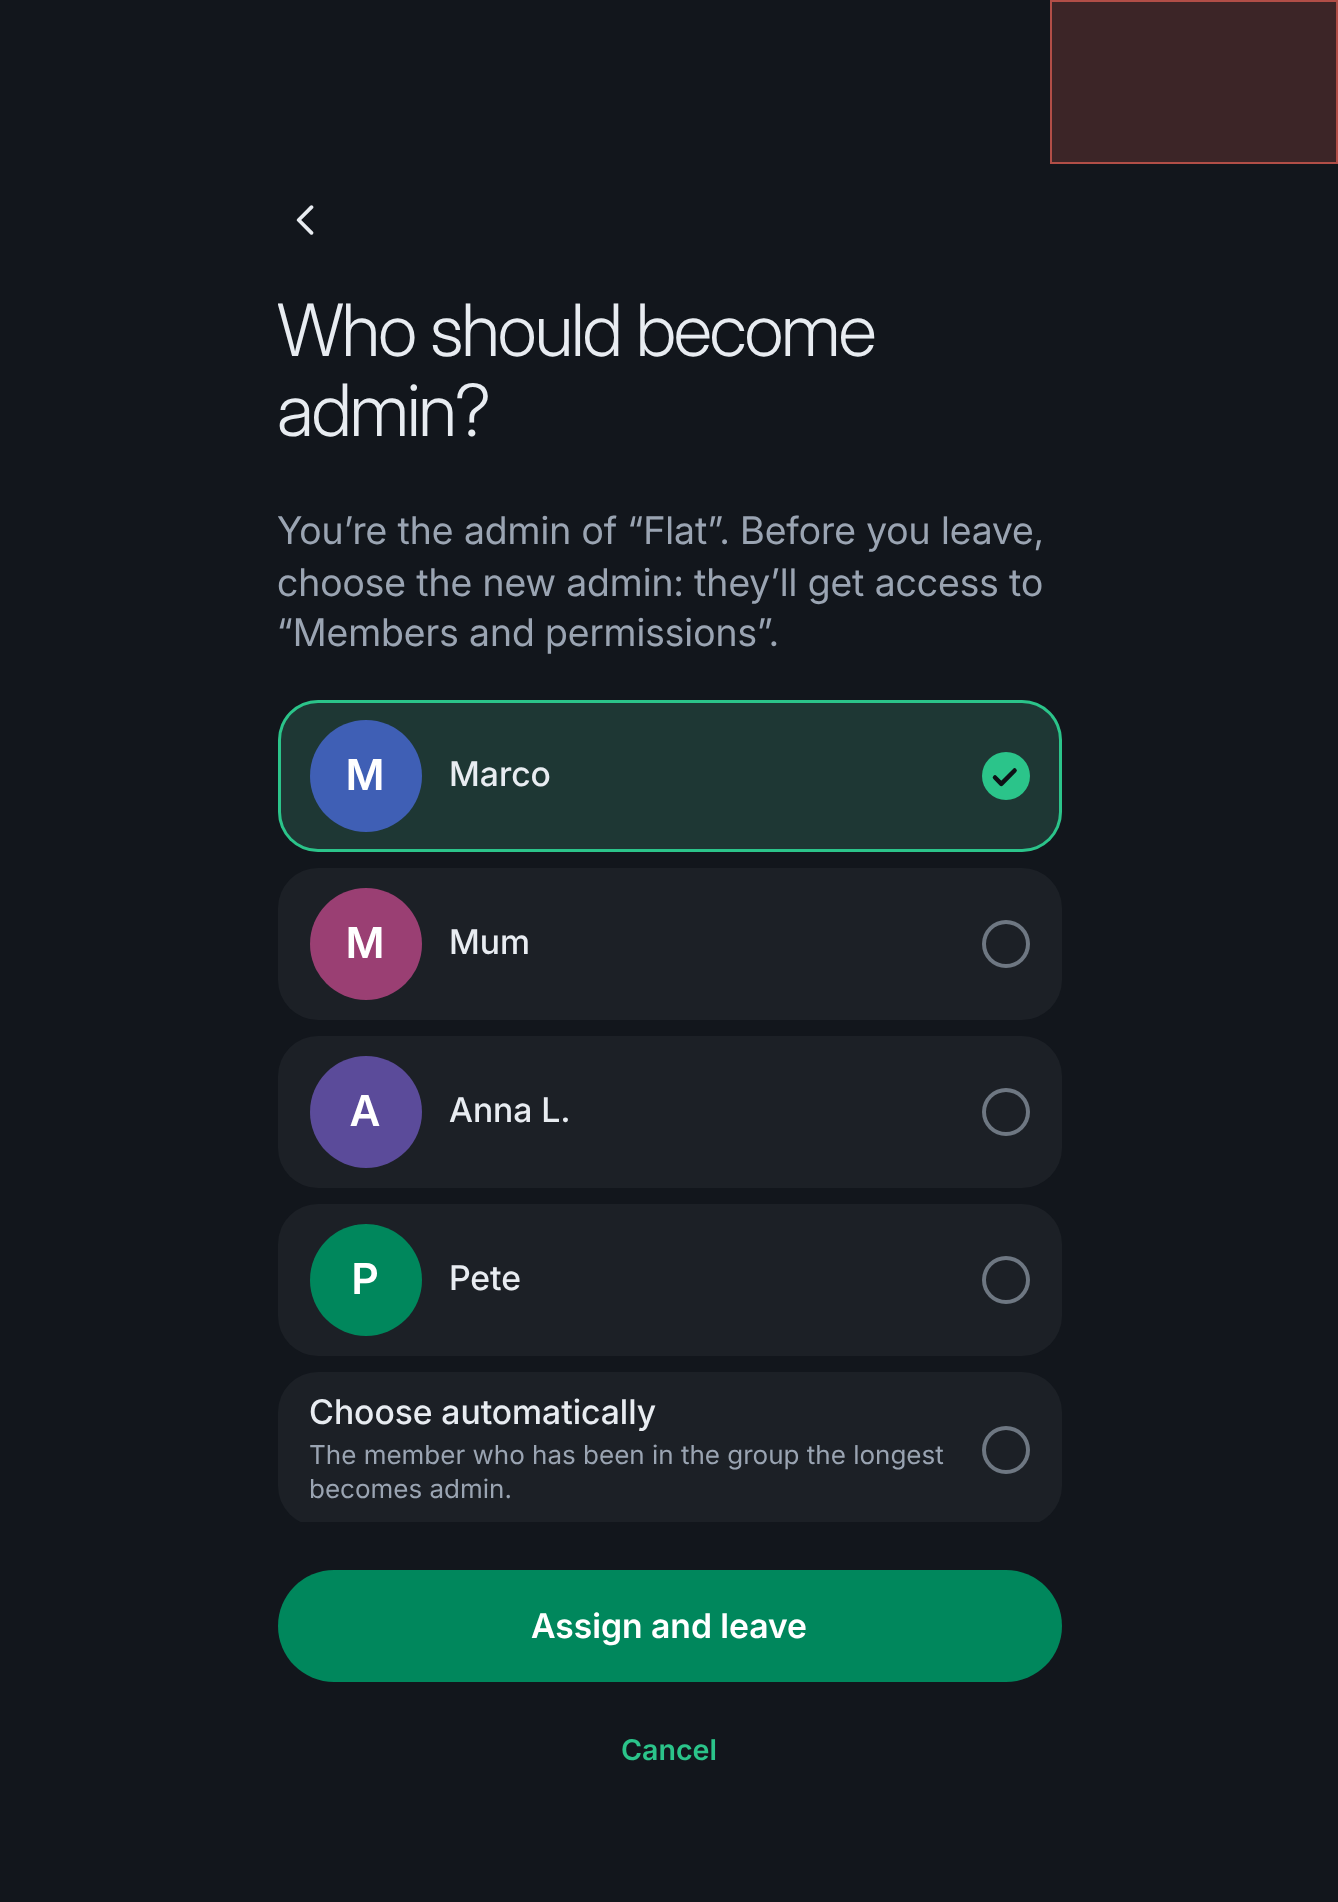 Who should become
admin?
You’re the admin of “Flat”. Before you leave,
choose the new admin: they’ll get access to
“Members and permissions”.
M
Marco
M
Mum
A
Anna L.
P
Pete
Choose automatically
The member who has been in the group the longest
becomes admin.
Assign and leave
Cancel